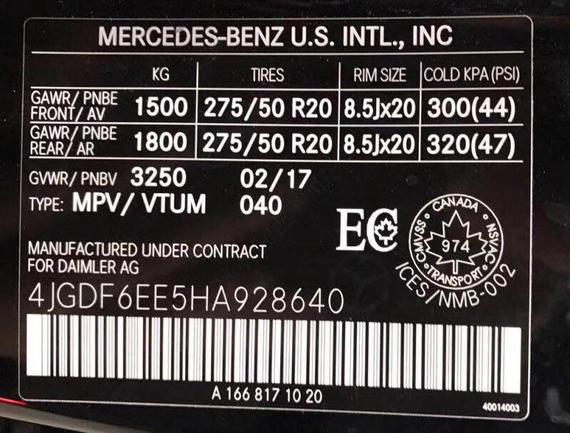 MERCEDES-BENZ U.S. INTL., INC
KG TIRES RIM SIZE COLD KPA(PSI)
GAWR/ PNBE FRONT/ AV 1500 275/50 R20 8.5Jx20 300(44)
GAWR/ PNBE REAR/ AR 1800 275/50 R20 8.5Jx20 320(47)
GVWR/ PNBV 3250 02/17
TYPE: MPV/ VTUM 040
EC
CANADA
NSVAC
CMVSS
974
TRANSPORT
ICES/NMB-002
MANUFACTURED UNDER CONTRACT
FOR DAIMLER AG
4JGDF6EE5HA928640
A 166 817 10 20
40014003